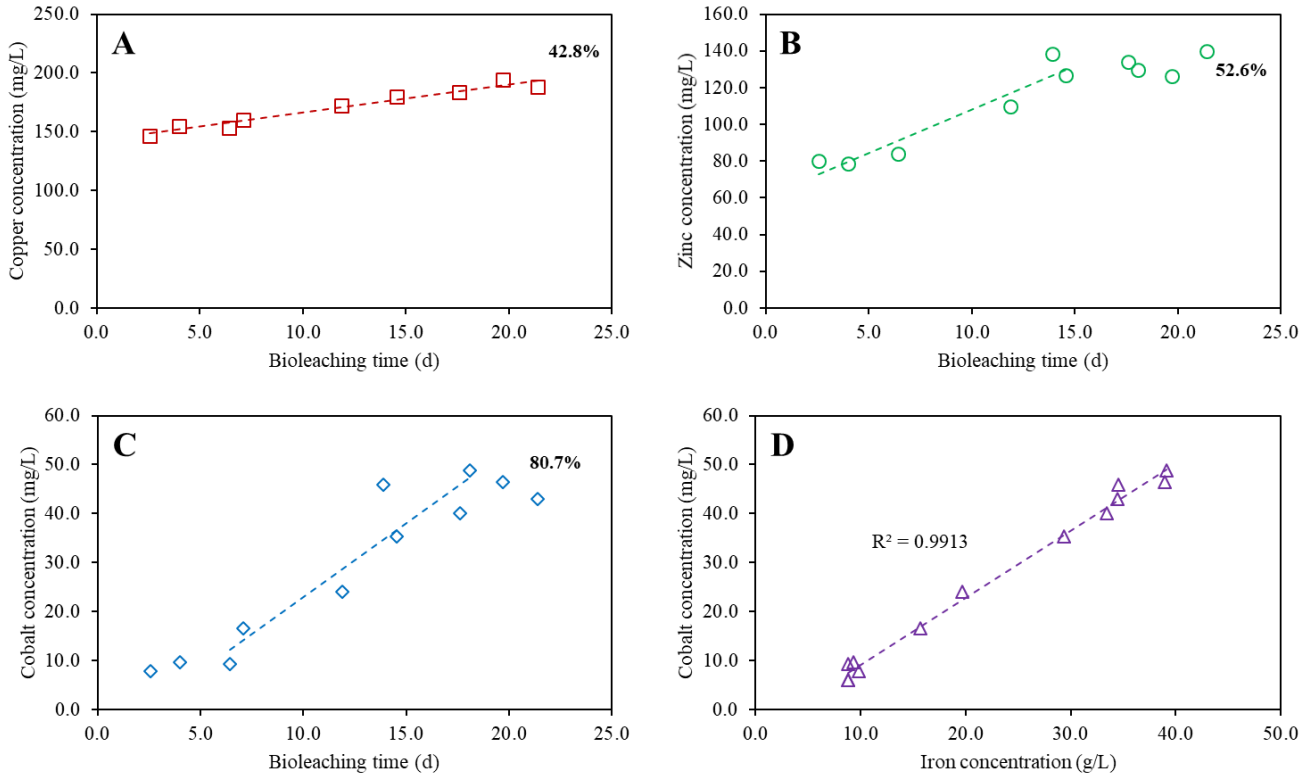 A
42.8%
Copper concentration (mg/L)
250.0
200.0
150.0
100.0
50.0
0.0
0.0 5.0 10.0 15.0 20.0 25.0
Bioleaching time (d)
B
52.6%
Zinc concentration (mg/L)
160.0
140.0
120.0
100.0
80.0
60.0
40.0
20.0
0.0
0.0 5.0 10.0 15.0 20.0 25.0
Bioleaching time (d)
C
80.7%
Cobalt concentration (mg/L)
60.0
50.0
40.0
30.0
20.0
10.0
0.0
0.0 5.0 10.0 15.0 20.0 25.0
Bioleaching time (d)
D
R² = 0.9913
Cobalt concentration (mg/L)
60.0
50.0
40.0
30.0
20.0
10.0
0.0
0.0 10.0 20.0 30.0 40.0 50.0
Iron concentration (g/L)